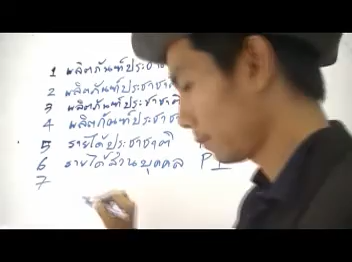 1 ผลิตภัณฑ์ประชาช
2 ผลิตภัณฑ์ประชาชาติ
3 ผลิตภัณฑ์ประชาชาติ
4 ผลิตภัณฑ์ประชาช
5 รายได้ประชาชาติ
6 รายได้ส่วนบุคคล PI
7